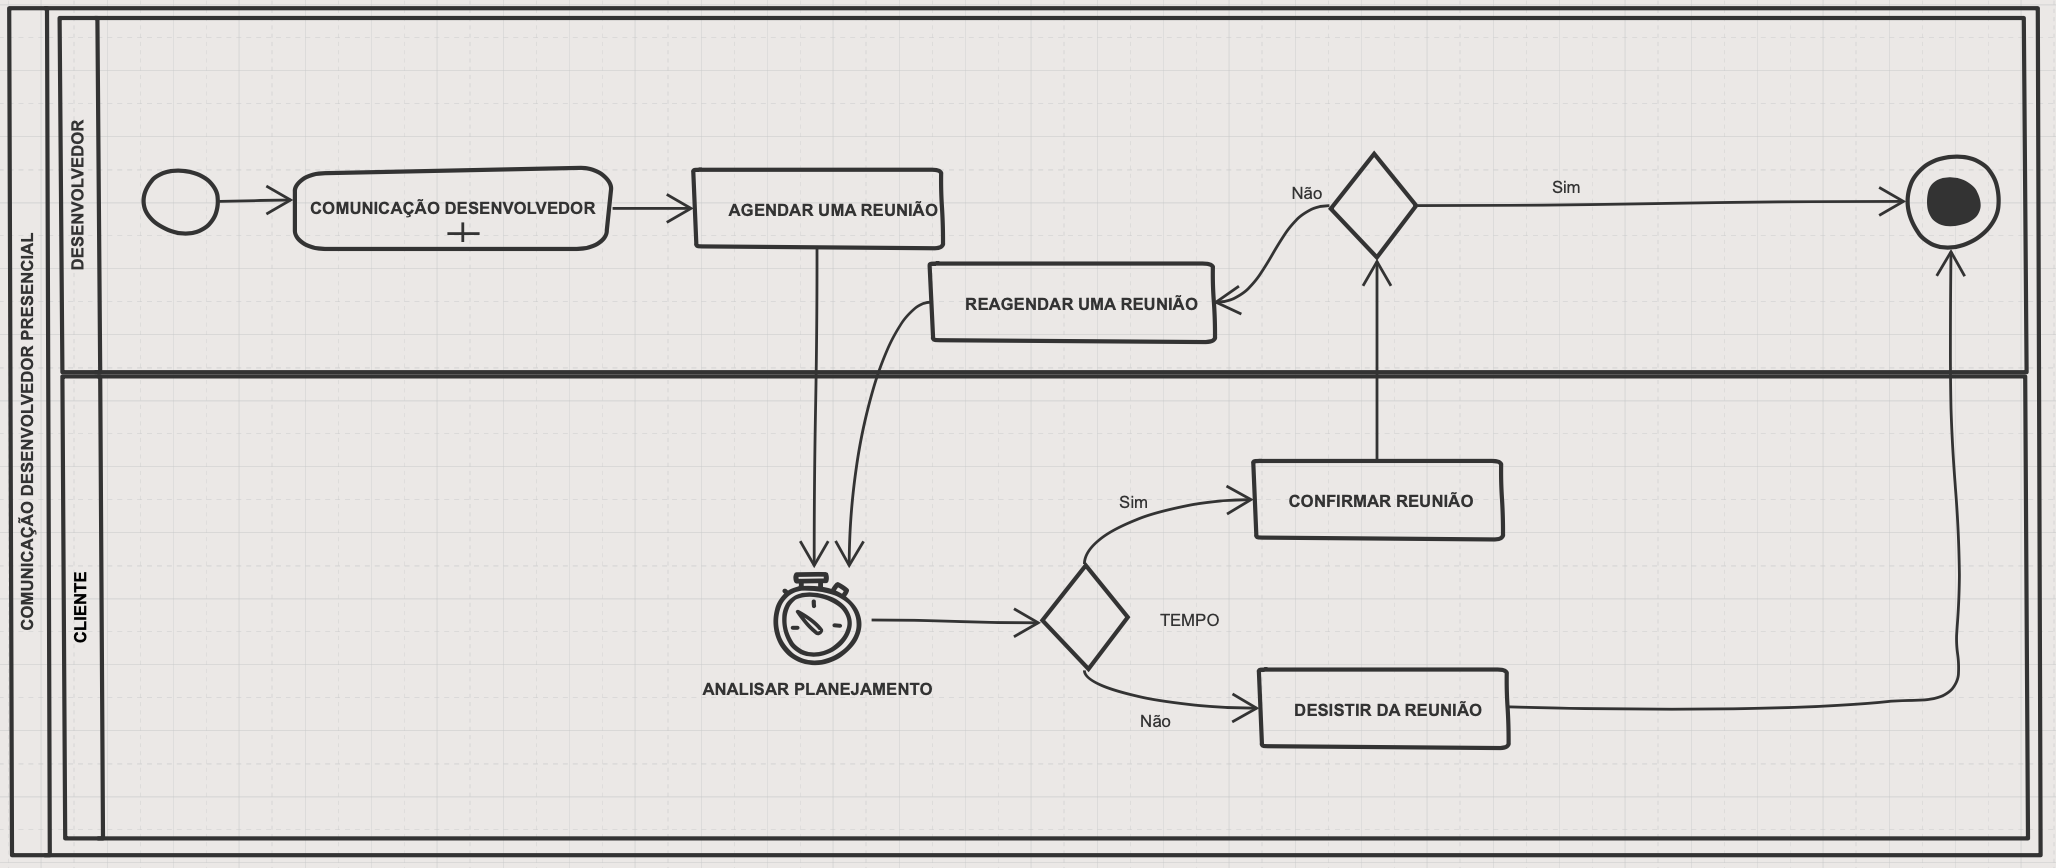 COMUNICAÇÃO DESENVOLVEDOR PRESENCIAL
DESENVOLVEDOR
COMUNICAÇÃO DESENVOLVEDOR
AGENDAR UMA REUNIÃO
REAGENDAR UMA REUNIÃO
Não
Sim
CLIENTE
ANALISAR PLANEJAMENTO
Sim
TEMPO
Não
CONFIRMAR REUNIÃO
DESISTIR DA REUNIÃO